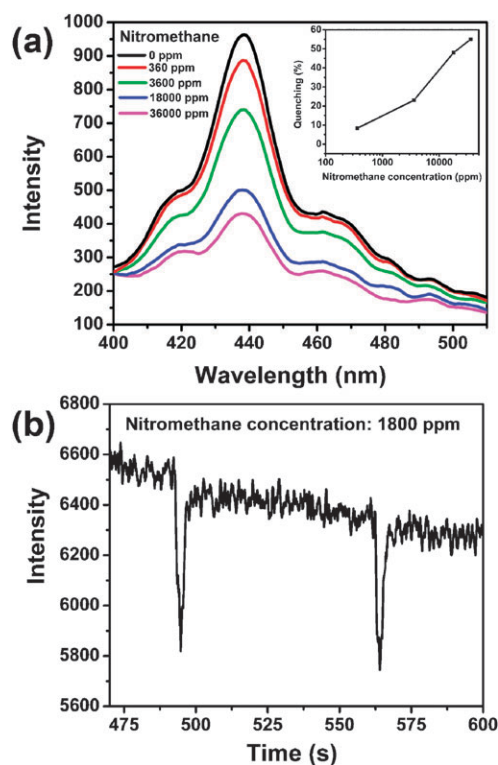 (a)
Nitromethane
0 ppm
360 ppm
3600 ppm
18000 ppm
36000 ppm
1000
900
800
700
600
500
400
300
200
100
Intensity
400 420 440 460 480 500
Wavelength (nm)
60
50
40
30
20
10
0
Quenching (%)
100 1000 10000
Nitromethane concentration (ppm)
(b)
Nitromethane concentration: 1800 ppm
6800
6600
6400
6200
6000
5800
5600
Intensity
475 500 525 550 575 600
Time (s)